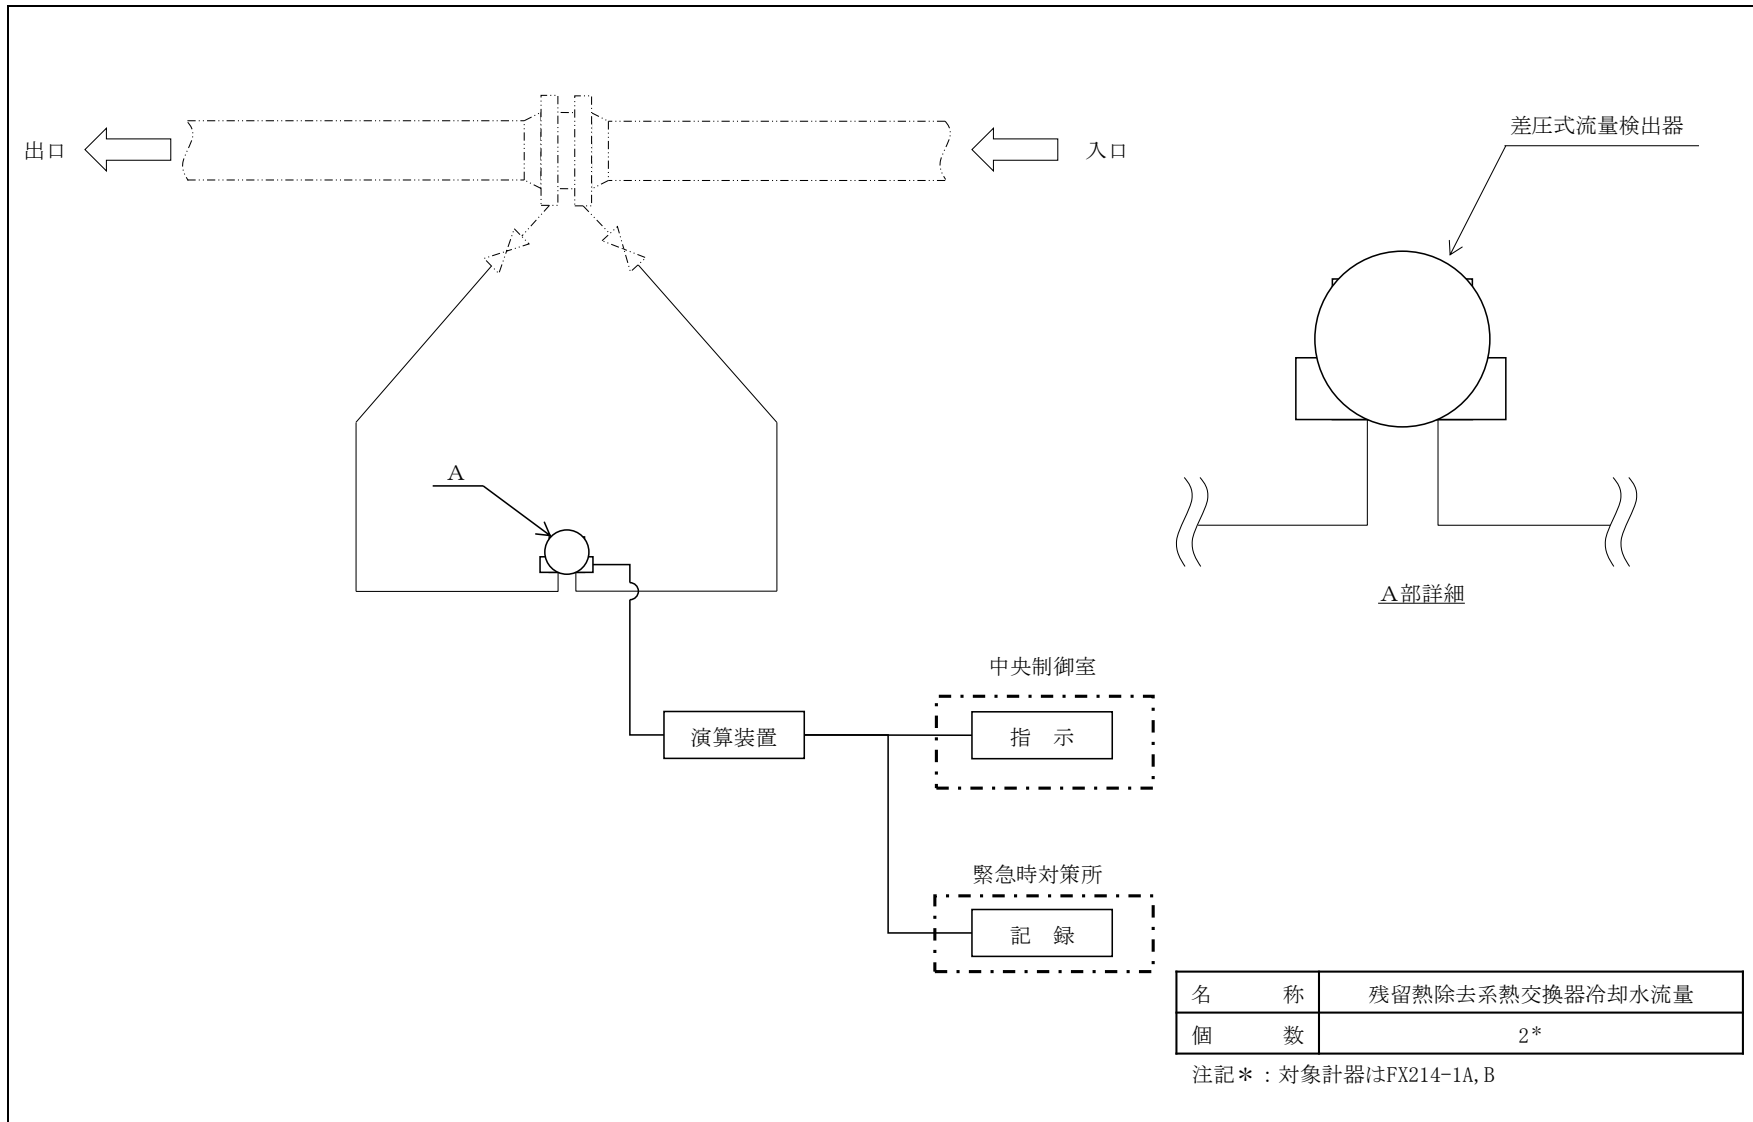 差圧式流量検出器
出口
入口
A
A部詳細
中央制御室
演算装置
指　示
緊急時対策所
記　録
名　称　残留熱除去系熱交換器冷却水流量
個　数　2*
注記＊：対象計器はFX214-1A,B